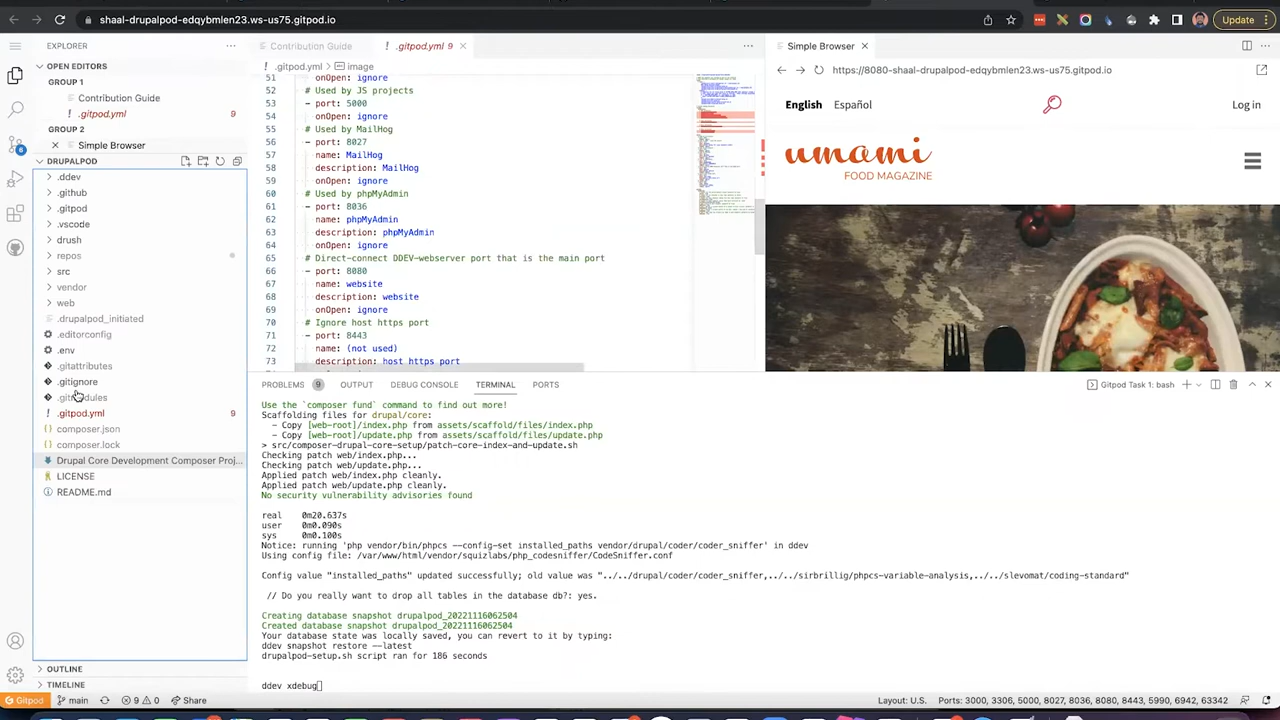 shaal-drupalpod-edqybmlen23.ws-us75.gitpod.io
Update
EXPLORER
OPEN EDITORS
GROUP 1
Contribution Guide
.gitpod.yml 9
GROUP 2
Simple Browser
6
DRUPALPOD
.ddev
.github
.gitpod
.vscode
drush
repos
src
vendor
web
.drupalpod_initiated
.editorconfig
.env
.gitattributes
.gitignore
.gitmodules
.gitpod.yml 9
composer.json
composer.lock
Drupal Core Development Composer Proj...
LICENSE
README.md
OUTLINE
TIMELINE
Contribution Guide
.gitpod.yml 9
.gitpod.yml > image
51 onOpen: ignore
52 # Used by JS projects
53 - port: 5000
54 onOpen: ignore
55 # Used by MailHog
56 - port: 8027
57 name: MailHog
58 description: MailHog
59 onOpen: ignore
60 # Used by phpMyAdmin
61 - port: 8036
62 name: phpMyAdmin
63 description: phpMyAdmin
64 onOpen: ignore
65 # Direct-connect DDEV-webserver port that is the main port
66 - port: 8080
67 name: website
68 description: website
69 onOpen: ignore
70 # Ignore host https port
71 - port: 8443
72 name: (not used)
73 description: host https port
Simple Browser
https://8080-shaal-drupalpod-edqybmlen23.ws-us75.gitpod.io
English Español
Log in
umami
FOOD MAGAZINE
PROBLEMS 9 OUTPUT DEBUG CONSOLE TERMINAL PORTS
Gitpod Task 1: bash
Use the `composer fund` command to find out more!
Scaffolding files for drupal/core:
- Copy [web-root]/index.php from assets/scaffold/files/index.php
- Copy [web-root]/update.php from assets/scaffold/files/update.php
> src/composer-drupal-core-setup/patch-core-index-and-update.sh
Checking patch web/index.php...
Checking patch web/update.php...
Applied patch web/index.php cleanly.
Applied patch web/update.php cleanly.
No security vulnerability advisories found
real 0m20.637s
user 0m0.090s
sys 0m0.100s
Notice: running 'php vendor/bin/phpcs --config-set installed_paths vendor/drupal/coder/coder_sniffer' in ddev
Using config file: /var/www/html/vendor/squizlabs/php_codesniffer/CodeSniffer.conf
Config value "installed_paths" updated successfully; old value was "../../drupal/coder/coder_sniffer,../../sirbrillig/phpcs-variable-analysis,../../slevomat/coding-standard"
// Do you really want to drop all tables in the database db?: yes.
Creating database snapshot drupalpod_20221116062504
Created database snapshot drupalpod_20221116062504
Your database state was locally saved, you can revert to it by typing:
ddev snapshot restore --latest
drupalpod-setup.sh script ran for 186 seconds
ddev xdebug
Gitpod main 9 0 Share
Layout: U.S. Ports: 3000, 3306, 5000, 8027, 8036, 8080, 8443, 5990, 6942, 63342